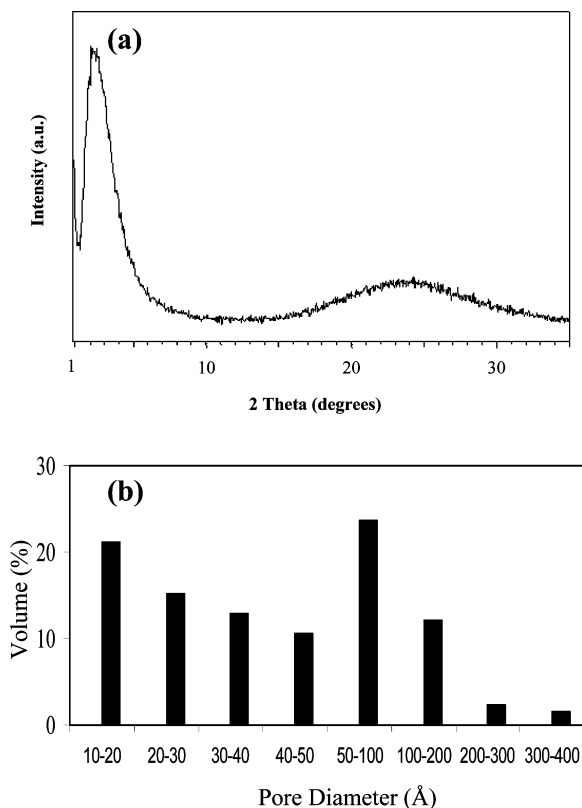 (a)
Intensity (a.u.)
1 10 20 30
2 Theta (degrees)
(b)
30
20
10
0
Volume (%)
10-20 20-30 30-40 40-50 50-100 100-200 200-300 300-400
Pore Diameter (Å)